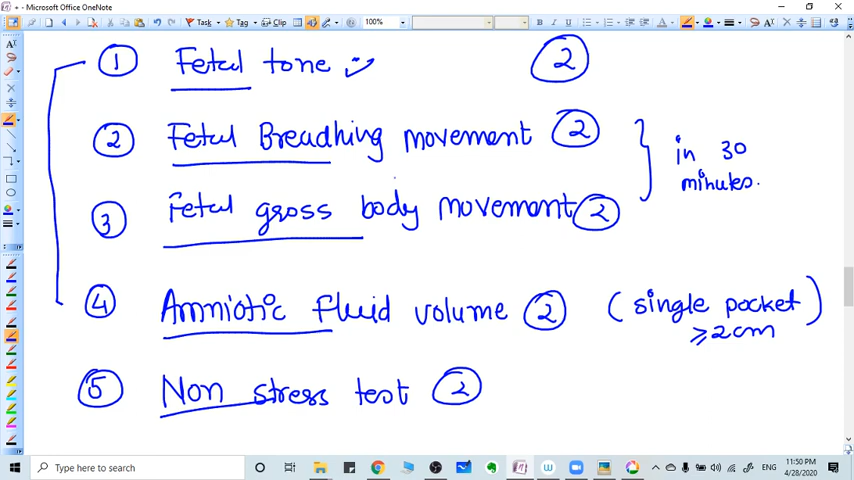 - Microsoft Office OneNote
Task
Tag
Clip
100%
B I U
① Fetal tone ②
② Fetal Breadhing movement ②
③ Fetal gross body movement ②
in 30
minutes.
④ Amniotic fluid volume ② (single pocket
≥2cm)
⑤ Non stress test ②
Type here to search
ENG
11:50 PM
4/28/2020